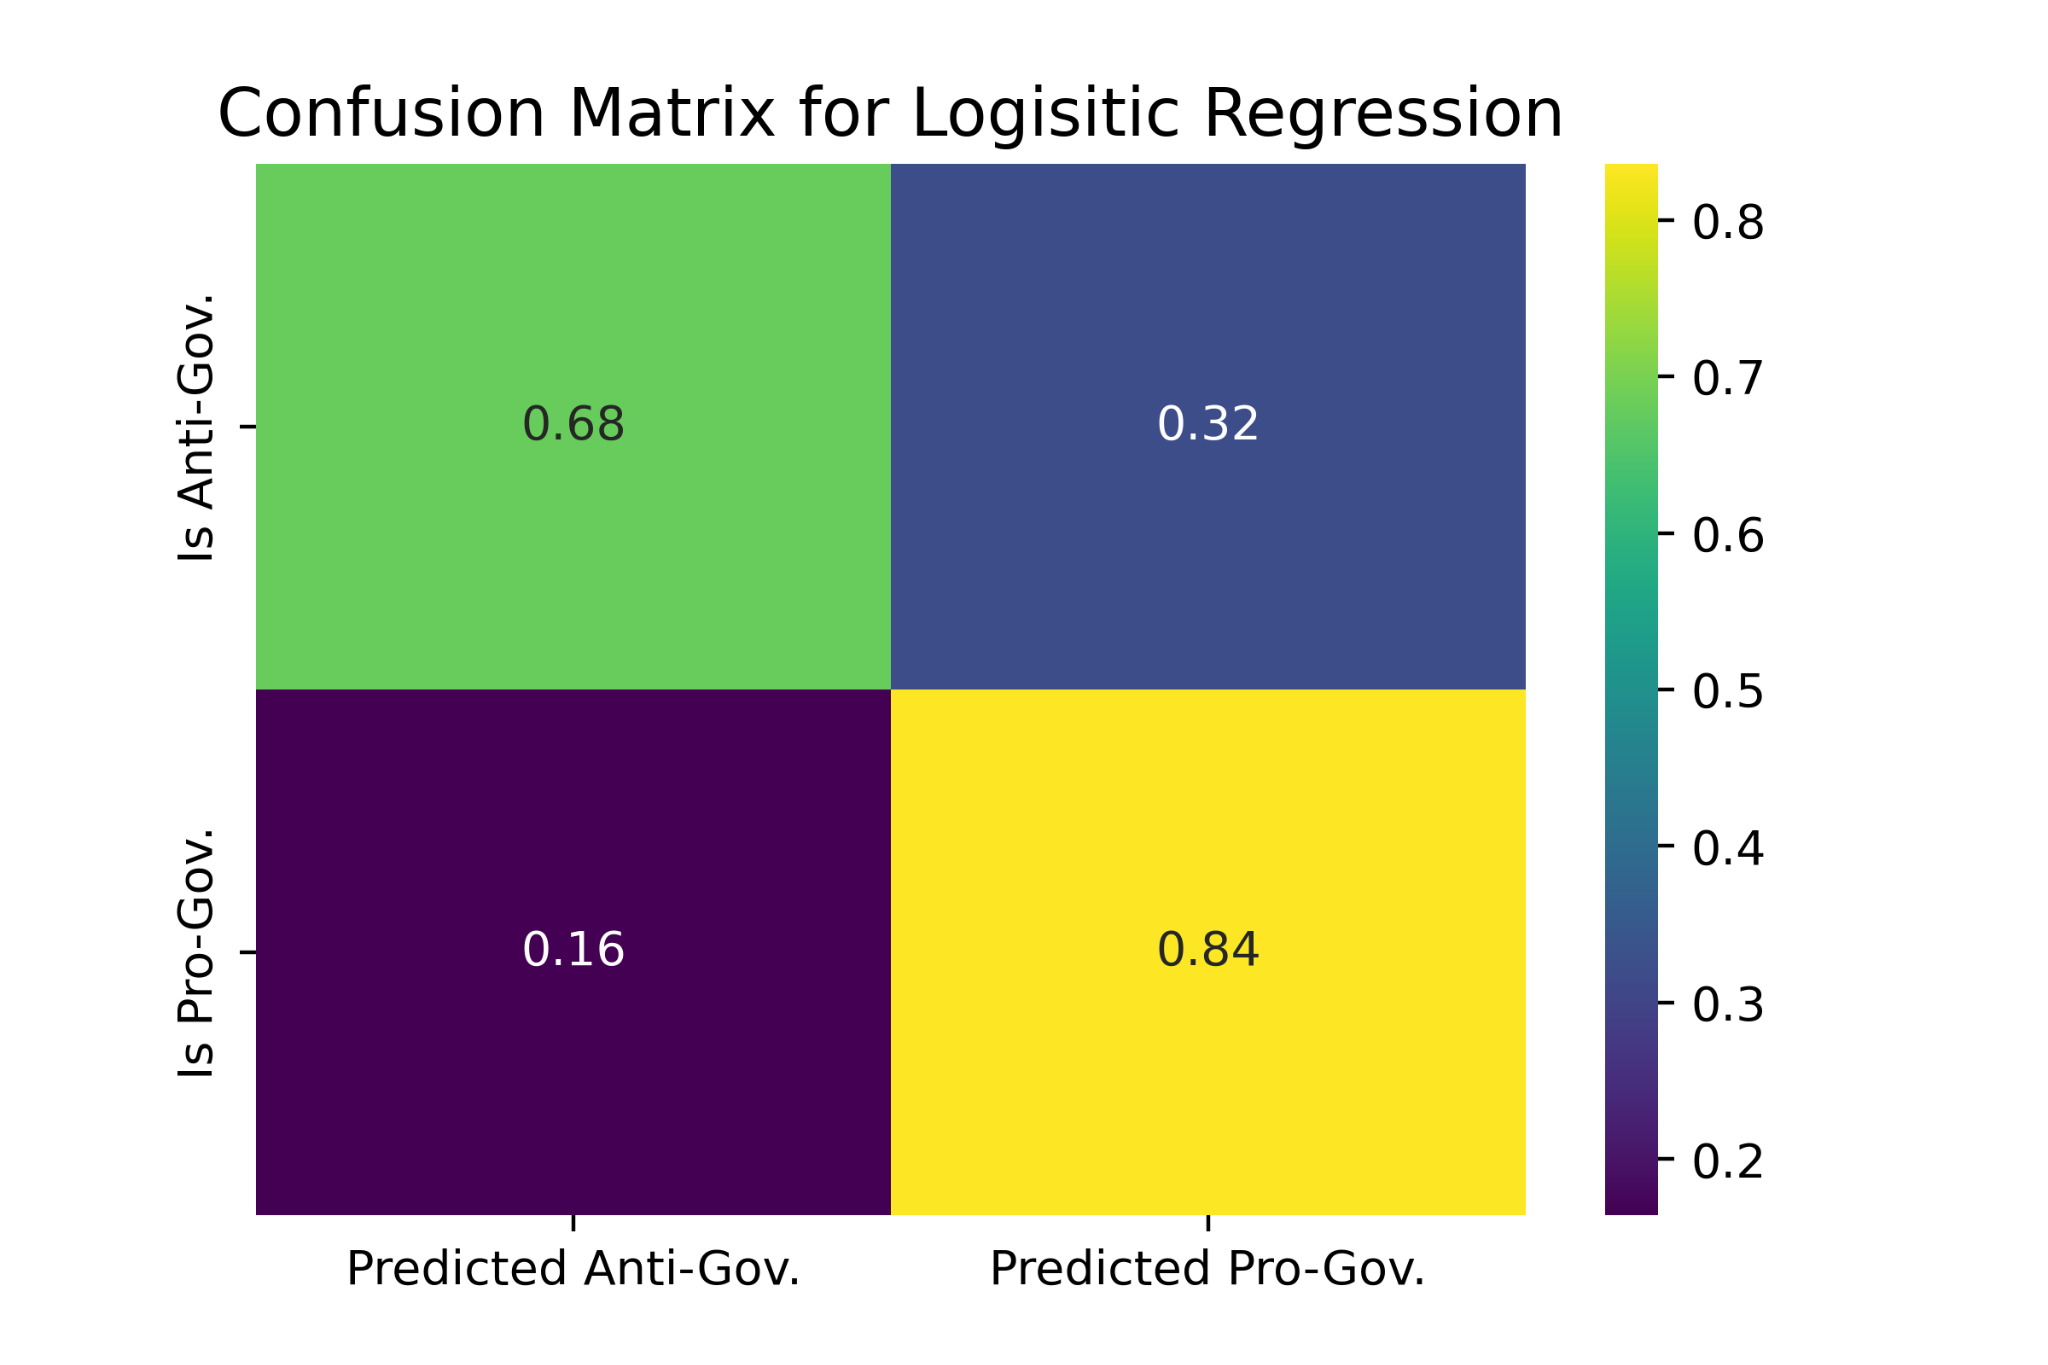 Confusion Matrix for Logisitic Regression
Is Anti-Gov.
0.68
0.32
Is Pro-Gov.
0.16
0.84
Predicted Anti-Gov.
Predicted Pro-Gov.
0.8
0.7
0.6
0.5
0.4
0.3
0.2